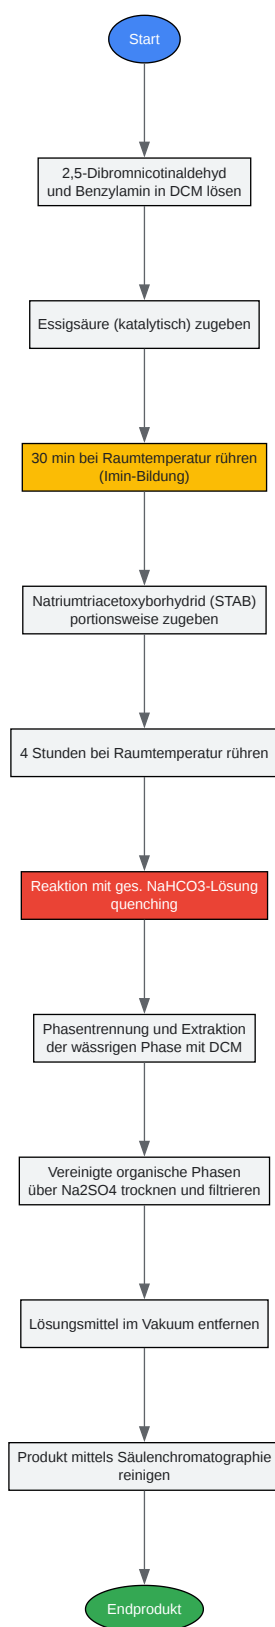 Start
2,5-Dibromnicotinaldehyd
und Benzylamin in DCM lösen
Essigsäure (katalytisch) zugeben
30 min bei Raumtemperatur rühren
(Imin-Bildung)
Natriumtriacetoxyborhydrid (STAB)
portionsweise zugeben
4 Stunden bei Raumtemperatur rühren
Reaktion mit ges. NaHCO3-Lösung
quenching
Phasentrennung und Extraktion
der wässrigen Phase mit DCM
Vereinigte organische Phasen
über Na2SO4 trocknen und filtrieren
Lösungsmittel im Vakuum entfernen
Produkt mittels Säulenchromatographie
reinigen
Endprodukt